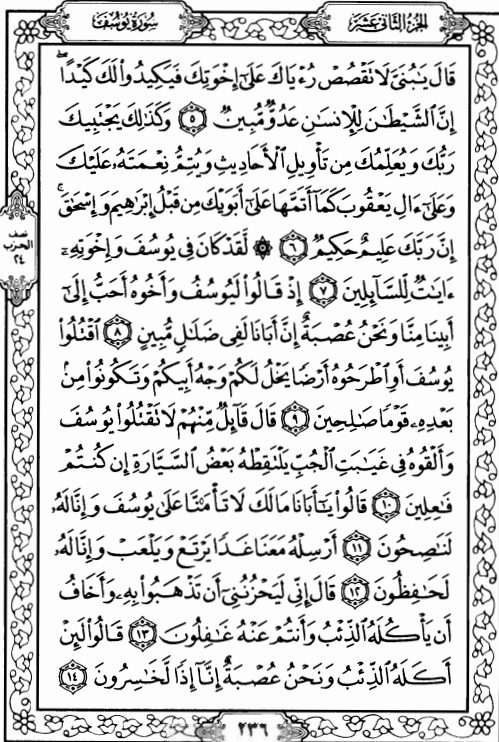 سورة يوسف
الجزء الثاني عشر
قَالَ يَـٰبُنَىَّ لَا تَقْصُصْ رُءْيَاكَ عَلَىٰٓ إِخْوَتِكَ فَيَكِيدُوا۟ لَكَ كَيْدًا ۖ
إِنَّ ٱلشَّيْطَـٰنَ لِلْإِنسَـٰنِ عَدُوٌّ مُّبِينٌ ٥ وَكَذَٰلِكَ يَجْتَبِيكَ
رَبُّكَ وَيُعَلِّمُكَ مِن تَأْوِيلِ ٱلْأَحَادِيثِ وَيُتِمُّ نِعْمَتَهُۥ عَلَيْكَ
وَعَلَىٰٓ ءَالِ يَعْقُوبَ كَمَآ أَتَمَّهَا عَلَىٰٓ أَبَوَيْكَ مِن قَبْلُ إِبْرَٰهِيمَ وَإِسْحَـٰقَ ۚ
إِنَّ رَبَّكَ عَلِيمٌ حَكِيمٌ ٦ ۞ لَّقَدْ كَانَ فِى يُوسُفَ وَإِخْوَتِهِۦٓ
ءَايَـٰتٌ لِّلسَّآئِلِينَ ٧ إِذْ قَالُوا۟ لَيُوسُفُ وَأَخُوهُ أَحَبُّ إِلَىٰٓ
أَبِينَا مِنَّا وَنَحْنُ عُصْبَةٌ إِنَّ أَبَانَا لَفِى ضَلَـٰلٍ مُّبِينٍ ٨ ٱقْتُلُوا۟
يُوسُفَ أَوِ ٱطْرَحُوهُ أَرْضًا يَخْلُ لَكُمْ وَجْهُ أَبِيكُمْ وَتَكُونُوا۟ مِنۢ
بَعْدِهِۦ قَوْمًا صَـٰلِحِينَ ٩ قَالَ قَآئِلٌ مِّنْهُمْ لَا تَقْتُلُوا۟ يُوسُفَ
وَأَلْقُوهُ فِى غَيَـٰبَتِ ٱلْجُبِّ يَلْتَقِطْهُ بَعْضُ ٱلسَّيَّارَةِ إِن كُنتُمْ
فَـٰعِلِينَ ١٠ قَالُوا۟ يَـٰٓأَبَانَا مَا لَكَ لَا تَأْمَ۫نَّا عَلَىٰ يُوسُفَ وَإِنَّا لَهُۥ
لَنَـٰصِحُونَ ١١ أَرْسِلْهُ مَعَنَا غَدًا يَرْتَعْ وَيَلْعَبْ وَإِنَّا لَهُۥ
لَحَـٰفِظُونَ ١٢ قَالَ إِنِّى لَيَحْزُنُنِىٓ أَن تَذْهَبُوا۟ بِهِۦ وَأَخَافُ
أَن يَأْكُلَهُ ٱلذِّئْبُ وَأَنتُمْ عَنْهُ غَـٰفِلُونَ ١٣ قَالُوا۟ لَئِنْ
أَكَلَهُ ٱلذِّئْبُ وَنَحْنُ عُصْبَةٌ إِنَّآ إِذًا لَّخَـٰسِرُونَ ١٤
نصف
الحزب
٢٤
٢٣٦